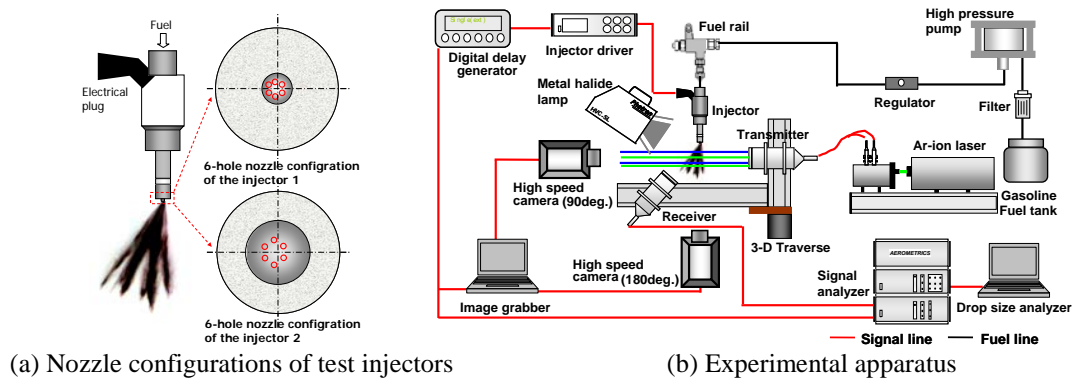 Fuel
Electrical
plug
6-hole nozzle configration
of the injector 1
6-hole nozzle configration
of the injector 2
(a) Nozzle configurations of test injectors
Digital delay
generator
Injector driver
Fuel rail
High pressure
pump
Metal halide
lamp
HVC-SL
Injector
Regulator
Filter
Transmitter
Ar-ion laser
High speed
camera (90deg.)
Receiver
Gasoline
Fuel tank
3-D Traverse
High speed
camera (180deg.)
Image grabber
AEROMETRICS
Signal
analyzer
Drop size analyzer
Signal line
Fuel line
(b) Experimental apparatus